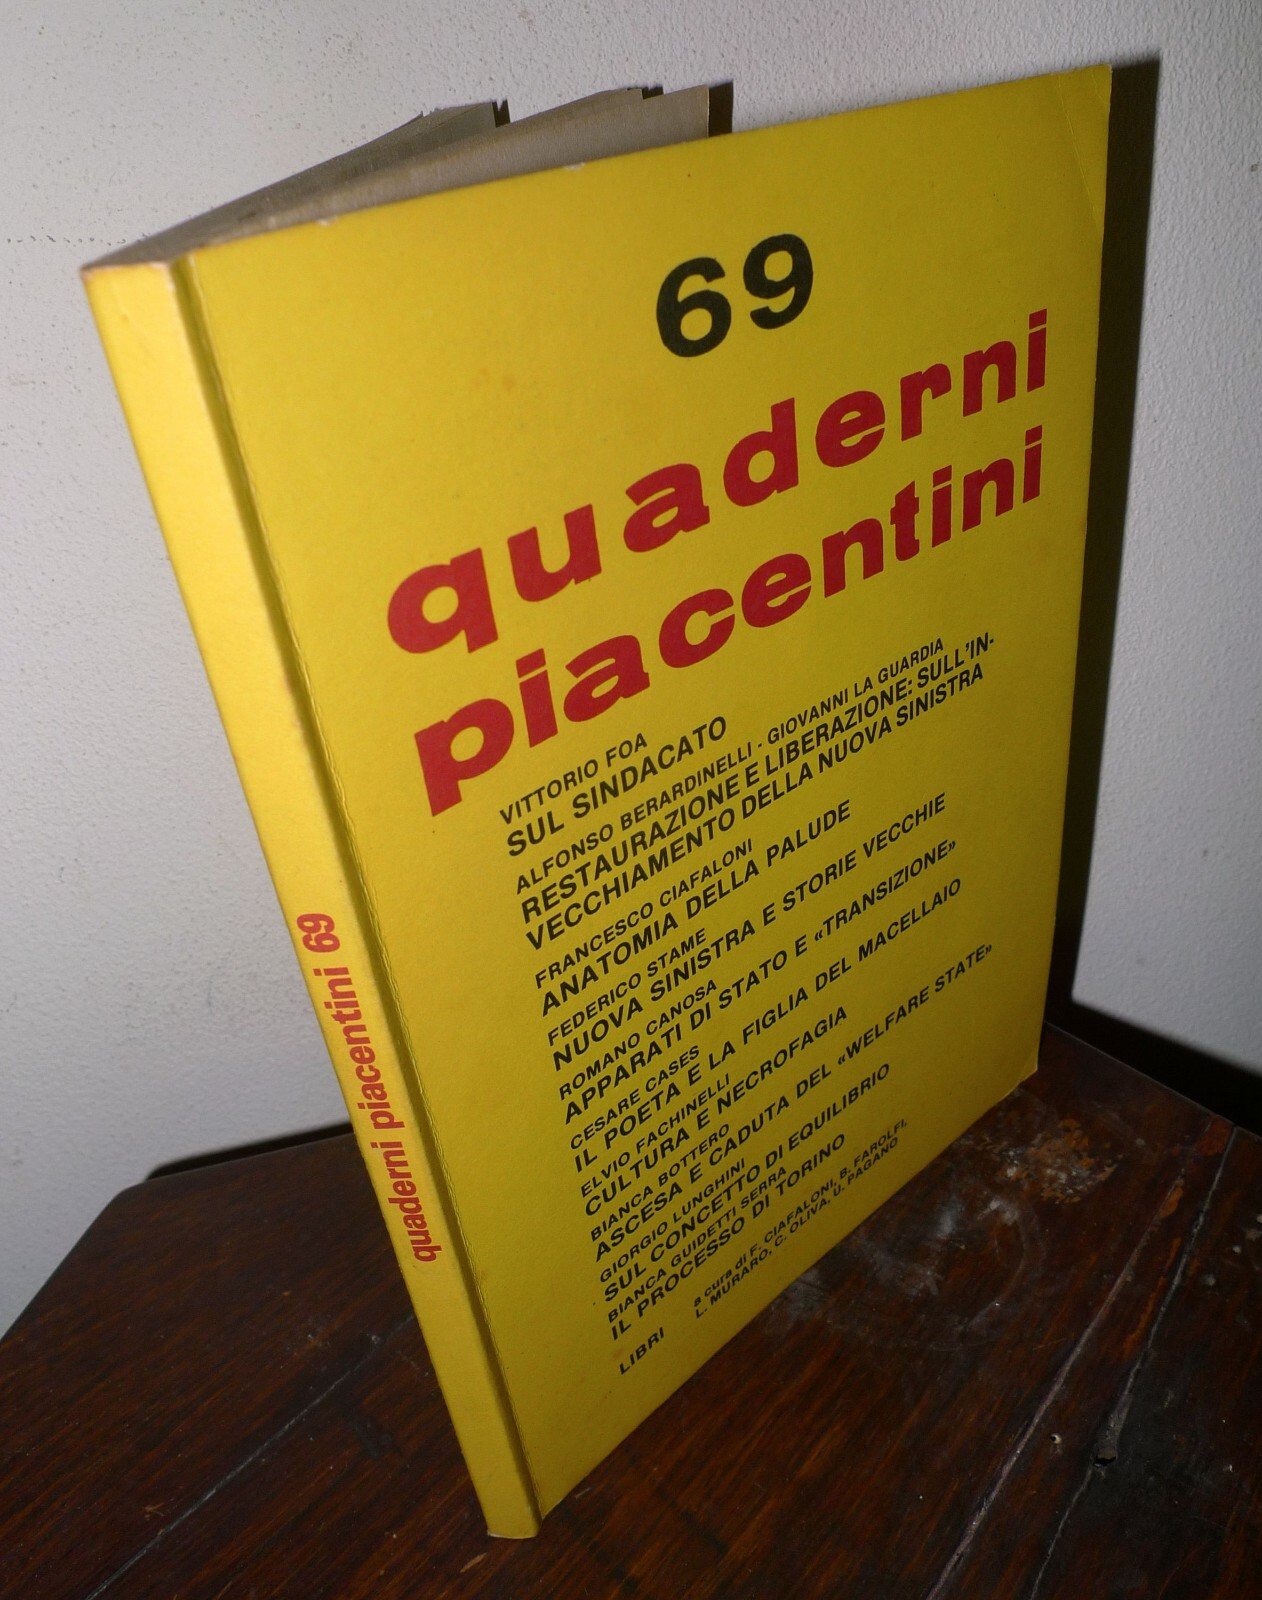 69
quaderni
piacentini
VITTORIO FOA
SUL SINDACATO
ALFONSO BERARDINELLI - GIOVANNI LA GUARDIA
RESTAURAZIONE E LIBERAZIONE: SULL'IN-
VECCHIAMENTO DELLA NUOVA SINISTRA
FRANCESCO CIAFALONI
ANATOMIA DELLA PALUDE
FEDERICO STAME
NUOVA SINISTRA E STORIE VECCHIE
ROMANO CANOSA
APPARATI DI STATO E «TRANSIZIONE»
CESARE CASES
IL POETA E LA FIGLIA DEL MACELLAIO
ELVIO FACHINELLI
CULTURA E NECROFAGIA
BIANCA BOTTERO
ASCESA E CADUTA DEL «WELFARE STATE»
GIORGIO LUNGHINI
SUL CONCETTO DI EQUILIBRIO
BIANCA GUIDETTI SERRA
IL PROCESSO DI TORINO
LIBRI a cura di F. CIAFALONI, B. FAROLFI,
L. MURARO, C. OLIVA, U. PAGANO
quaderni piacentini 69